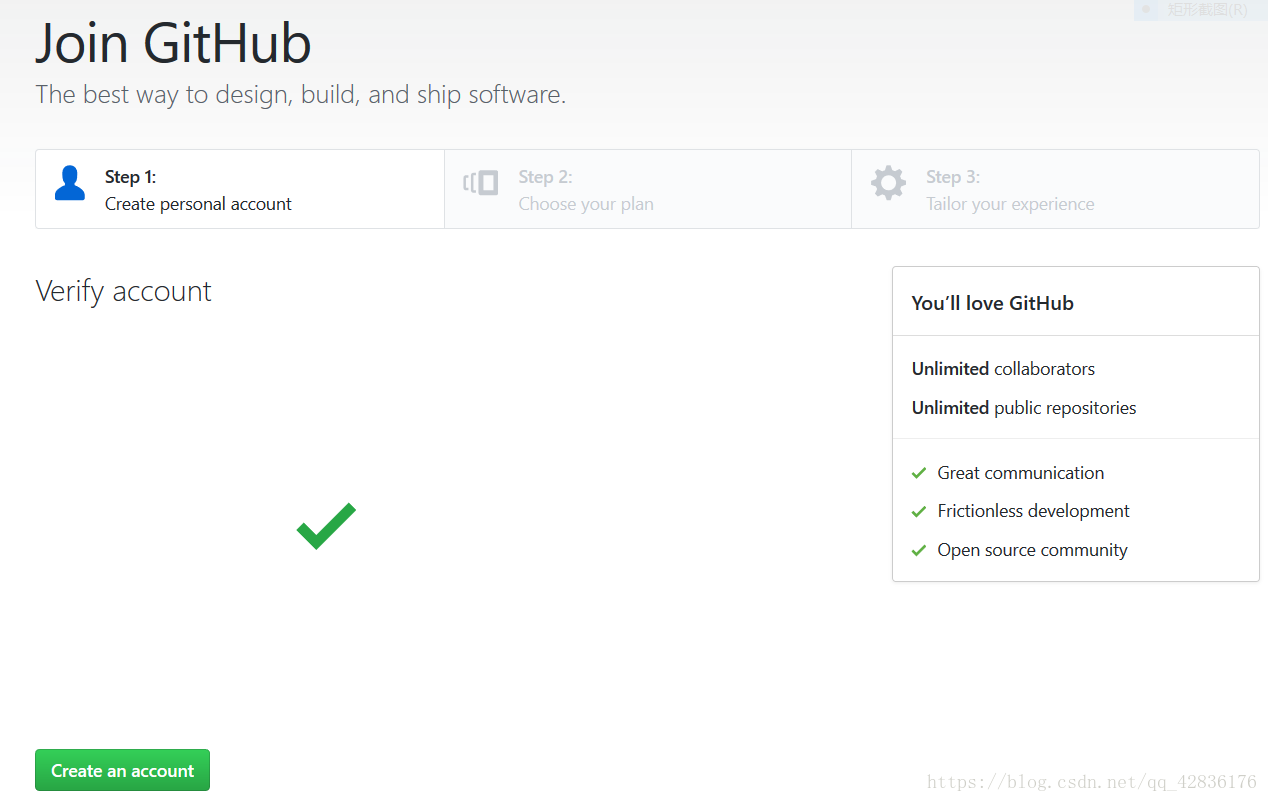 矩形截图(R)
Join GitHub
The best way to design, build, and ship software.
Step 1:
Create personal account
Step 2:
Choose your plan
Step 3:
Tailor your experience
Verify account
You’ll love GitHub
Unlimited collaborators
Unlimited public repositories
Great communication
Frictionless development
Open source community
Create an account
https://blog.csdn.net/qq_42836176